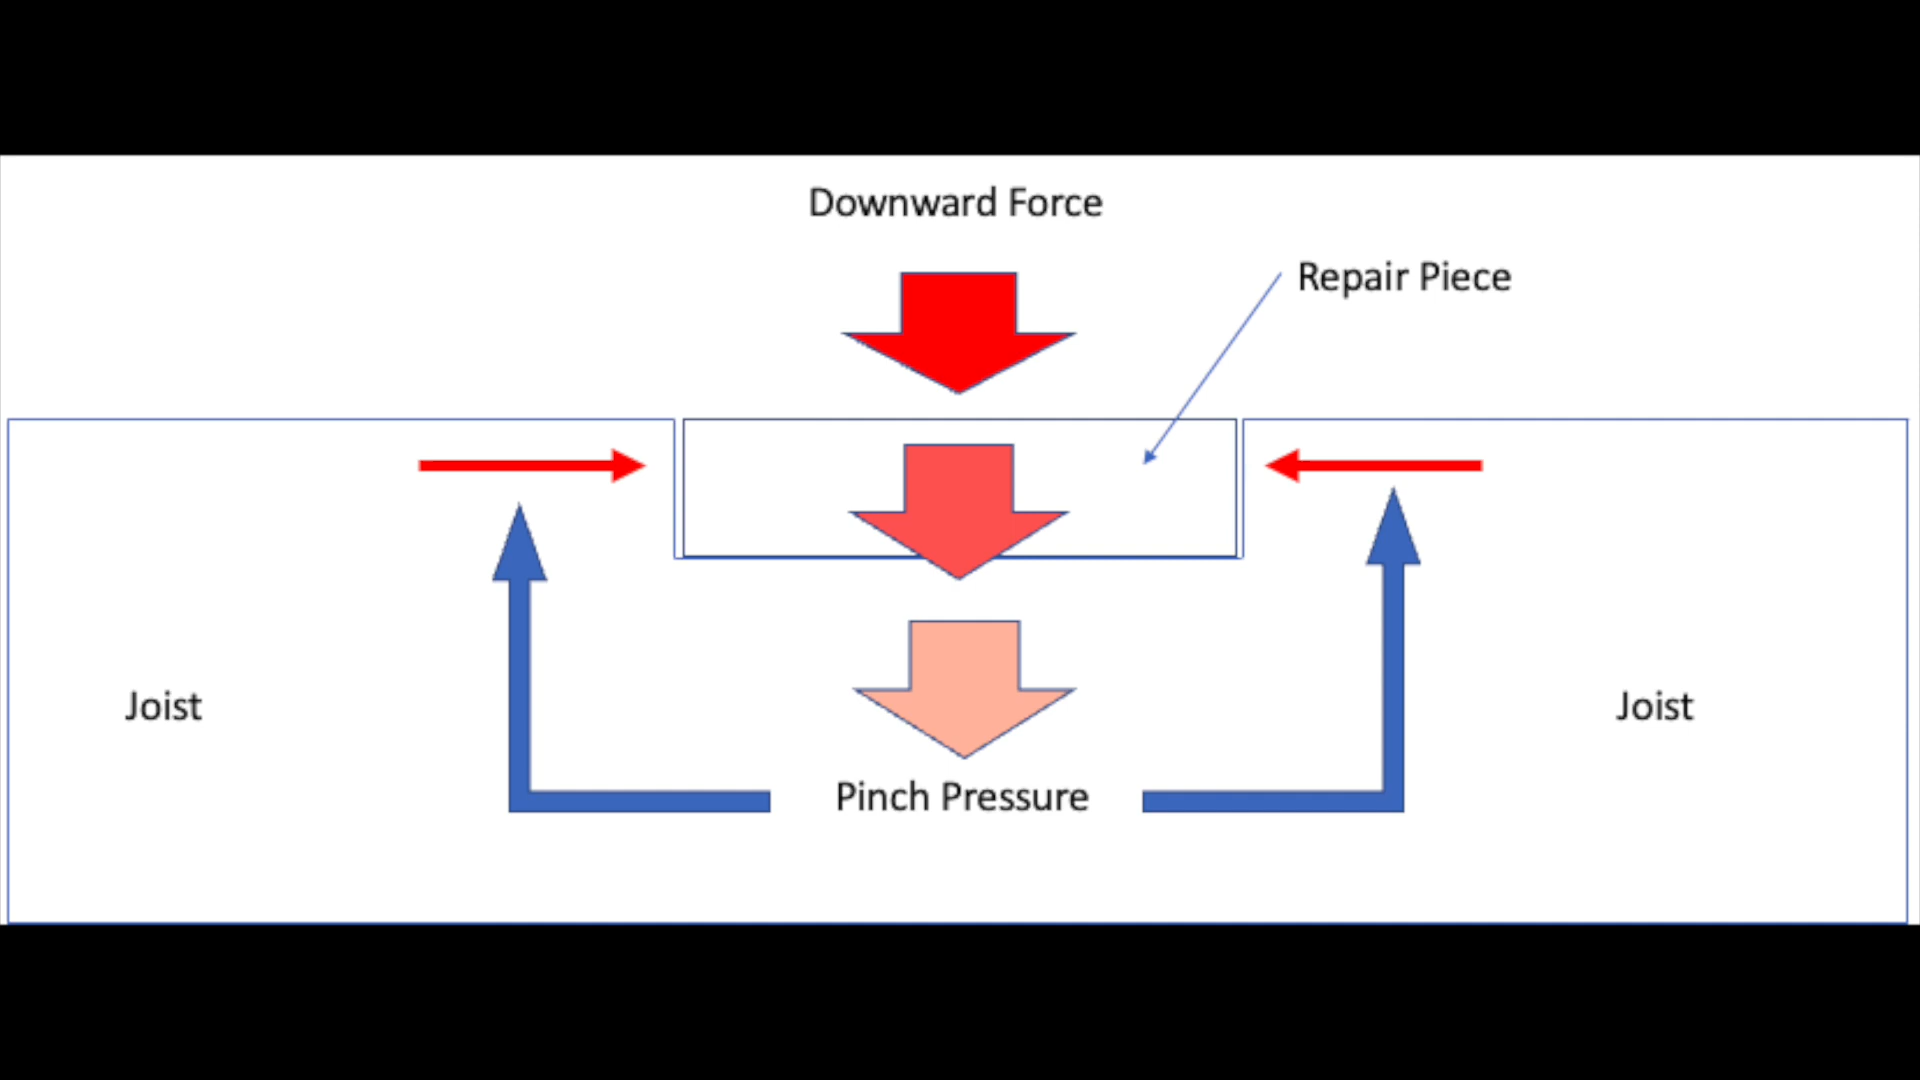 Downward Force
Repair Piece
Joist
Joist
Pinch Pressure